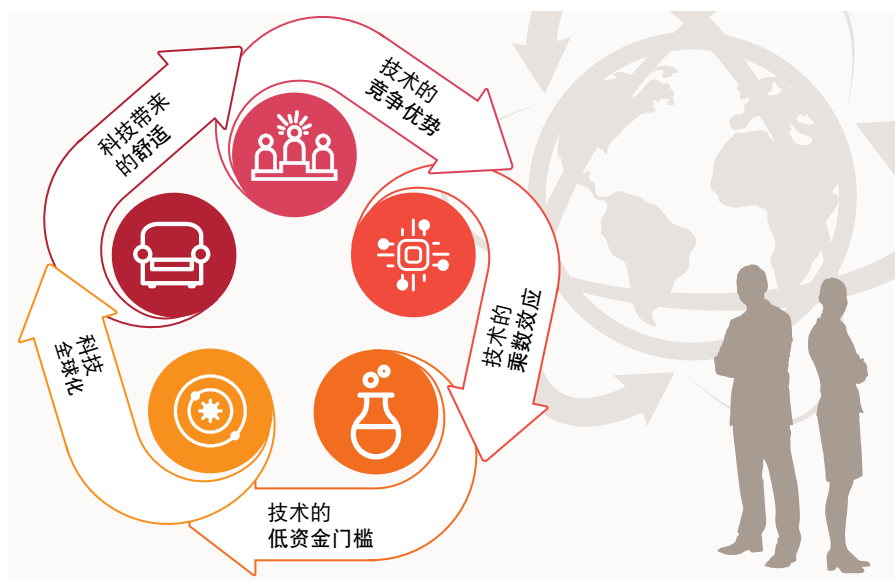 科技带来
的舒适
技术的
竞争优势
技术的
乘数效应
技术的
低资金门槛
科技
全球化